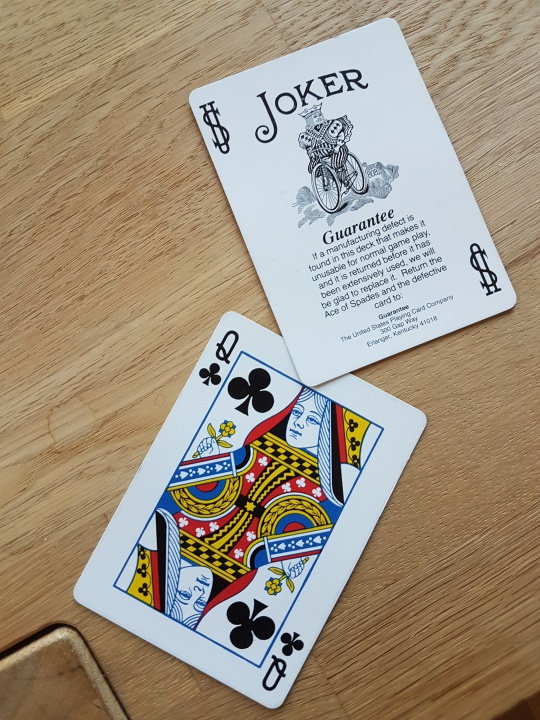 JOKER
Guarantee
If a manufacturing defect is
found in this deck that makes it
unusable for normal game play,
and it is returned before it has
been extensively used, we will
be glad to replace it. Return the
Ace of Spades and the defective
card to:
Guarantee
The United States Playing Card Company
300 Gap Way
Erlanger, Kentucky 41018
Q
Q